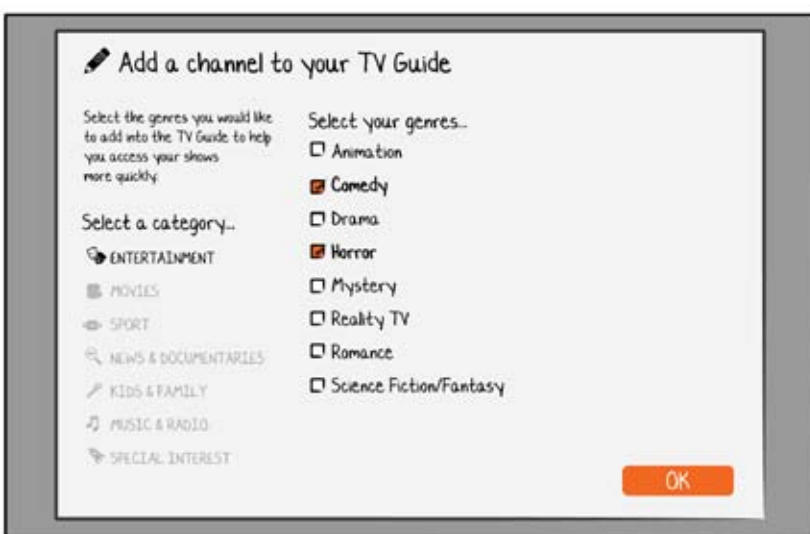 Add a channel to your TV Guide
Select the genres you would like
to add into the TV Guide to help
you access your shows
more quickly.
Select a category...
ENTERTAINMENT
MOVIES
SPORT
NEWS & DOCUMENTARIES
KIDS & FAMILY
MUSIC & RADIO
SPECIAL INTEREST
Select your genres...
Animation
Comedy
Drama
Horror
Mystery
Reality TV
Romance
Science Fiction/Fantasy
OK